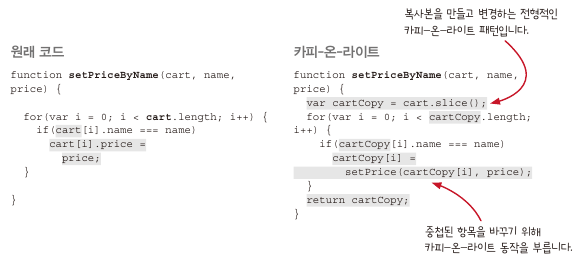 복사본을 만들고 변경하는 전형적인
카피-온-라이트 패턴입니다.
원래 코드
function setPriceByName(cart, name,
price) {
for(var i = 0; i < cart.length; i++) {
if(cart[i].name === name)
cart[i].price =
price;
}
}
카피-온-라이트
function setPriceByName(cart, name,
price) {
var cartCopy = cart.slice();
for(var i = 0; i < cartCopy.length;
i++) {
if(cartCopy[i].name === name)
cartCopy[i] =
setPrice(cartCopy[i], price);
}
return cartCopy;
}
중첩된 항목을 바꾸기 위해
카피-온-라이트 동작을 부릅니다.